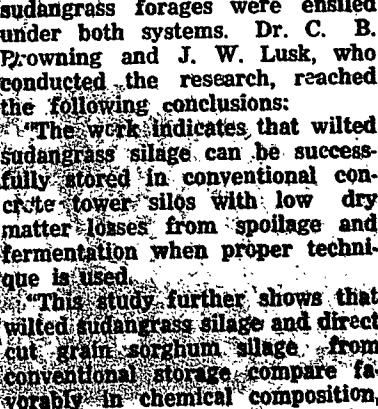 sudangrass forages were ensiled
under both systems. Dr. C. B.
Browning and J. W. Lusk, who
conducted the research, reached
the following conclusions:
"The work indicates that wilted
sudangrass silage can be success-
fully stored in conventional con-
crete tower silos with low dry
matter losses from spoilage and
fermentation when proper techni-
que is used.
"This study further shows that
wilted sudangrass silage and direct
cut grain sorghum silage from
conventional storage compare fa-
vorably in chemical composition,